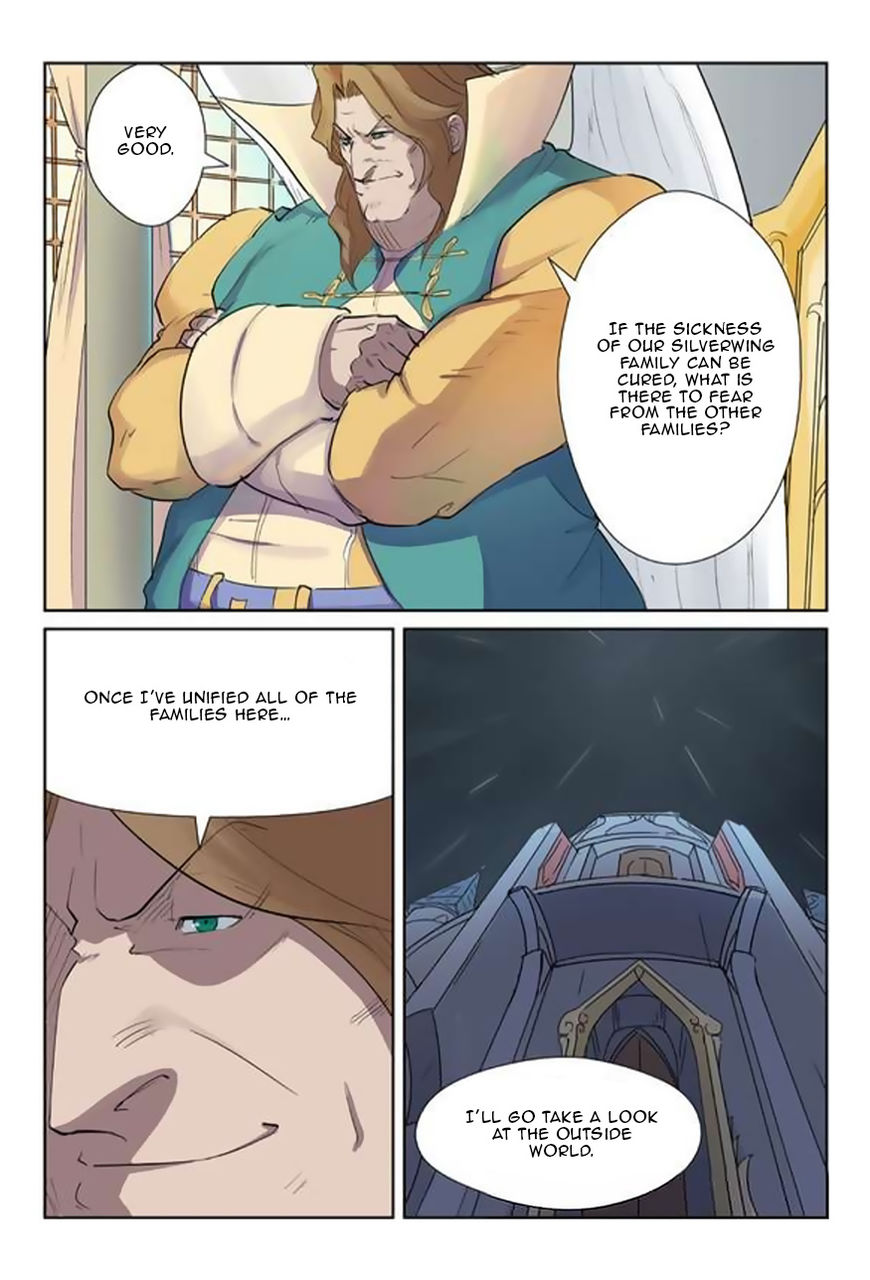 VERY
GOOD.
IF THE SICKNESS
OF OUR SILVERWING
FAMILY CAN BE
CURED, WHAT IS
THERE TO FEAR
FROM THE OTHER
FAMILIES?
ONCE I'VE UNIFIED ALL OF THE
FAMILIES HERE...
I'LL GO TAKE A LOOK
AT THE OUTSIDE
WORLD.